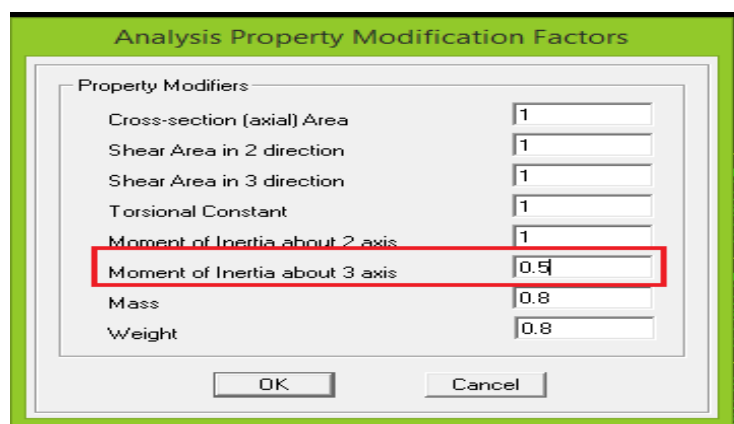 Analysis Property Modification Factors
Property Modifiers
Cross-section (axial) Area 1
Shear Area in 2 direction 1
Shear Area in 3 direction 1
Torsional Constant 1
Moment of Inertia about 2 axis 1
Moment of Inertia about 3 axis 0.5
Mass 0.8
Weight 0.8
OK Cancel